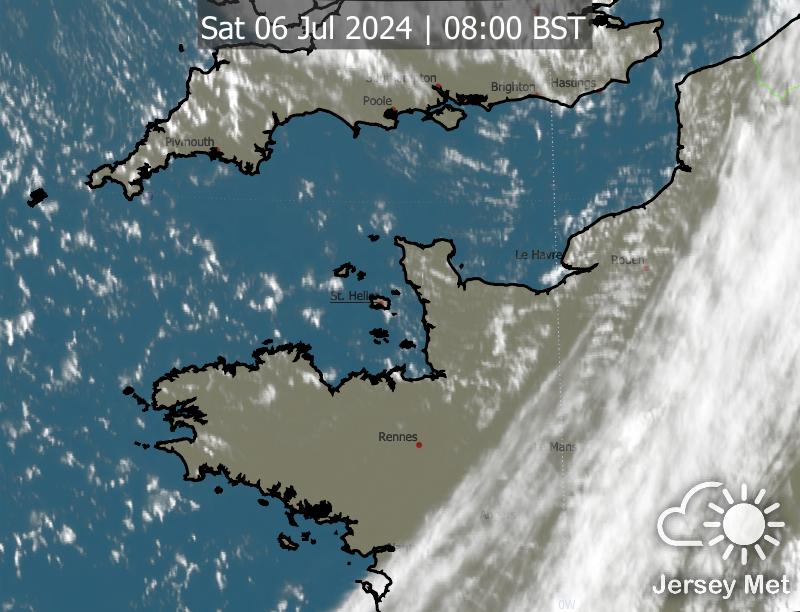 Sat 06 Jul 2024 | 08:00 BST
Brighton
Hastings
Poole
Plymouth
Le Havre
Rouen
St. Helier
Rennes
Le Mans
0W
Jersey Met